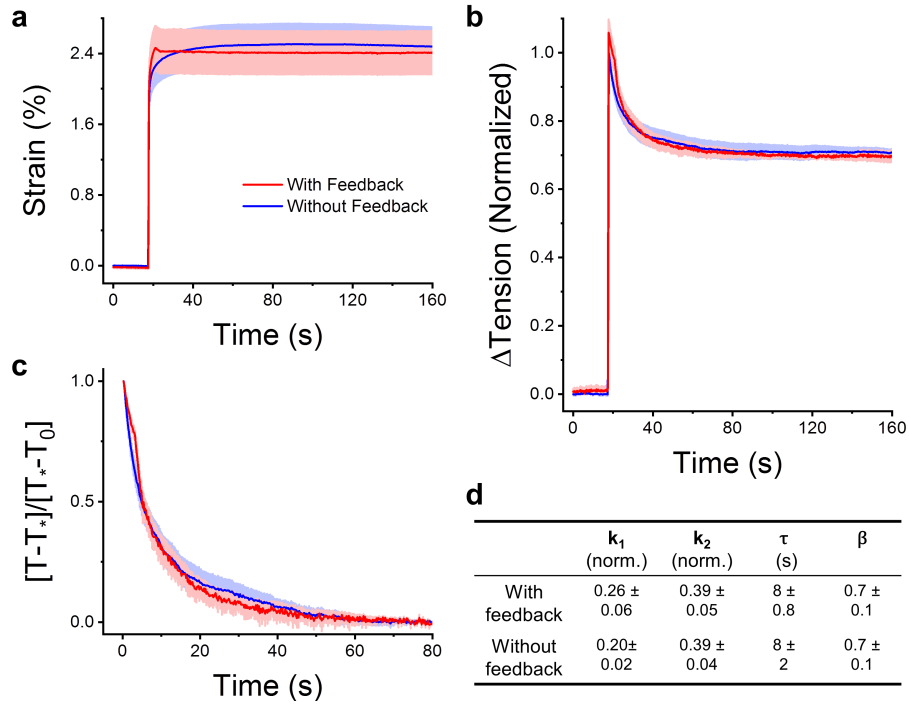 a
Strain (%)
2.4
1.6
0.8
0.0
With Feedback
Without Feedback
0
40
80
120
160
Time (s)
b
ΔTension (Normalized)
1.0
0.8
0.6
0.4
0.2
0.0
0
40
80
120
160
Time (s)
c
[T-T*]/[T*-T0]
1.0
0.5
0.0
0
20
40
60
80
Time (s)
d
k1 k2 τ β
(norm.) (norm.) (s)
With 0.26 ± 0.39 ± 8 ± 0.7 ±
feedback 0.06 0.05 0.8 0.1
Without 0.20± 0.39 ± 8 ± 0.7 ±
feedback 0.02 0.04 2 0.1